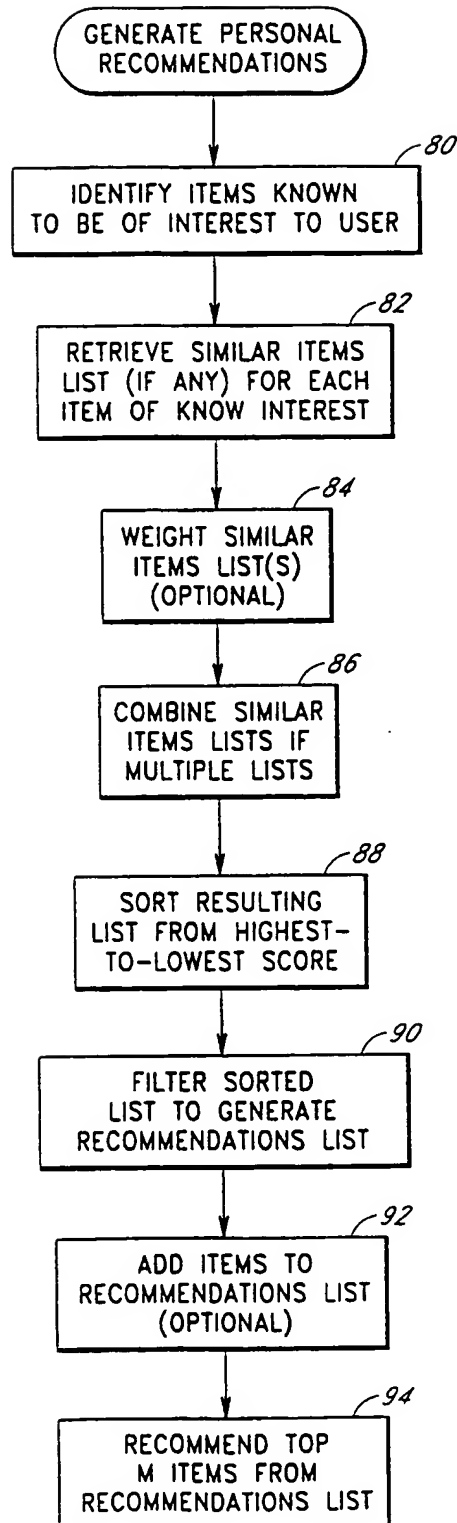 GENERATE PERSONAL
RECOMMENDATIONS
80
IDENTIFY ITEMS KNOWN
TO BE OF INTEREST TO USER
82
RETRIEVE SIMILAR ITEMS
LIST (IF ANY) FOR EACH
ITEM OF KNOW INTEREST
84
WEIGHT SIMILAR
ITEMS LIST(S)
(OPTIONAL)
86
COMBINE SIMILAR
ITEMS LISTS IF
MULTIPLE LISTS
88
SORT RESULTING
LIST FROM HIGHEST-
TO-LOWEST SCORE
90
FILTER SORTED
LIST TO GENERATE
RECOMMENDATIONS LIST
92
ADD ITEMS TO
RECOMMENDATIONS LIST
(OPTIONAL)
94
RECOMMEND TOP
M ITEMS FROM
RECOMMENDATIONS LIST